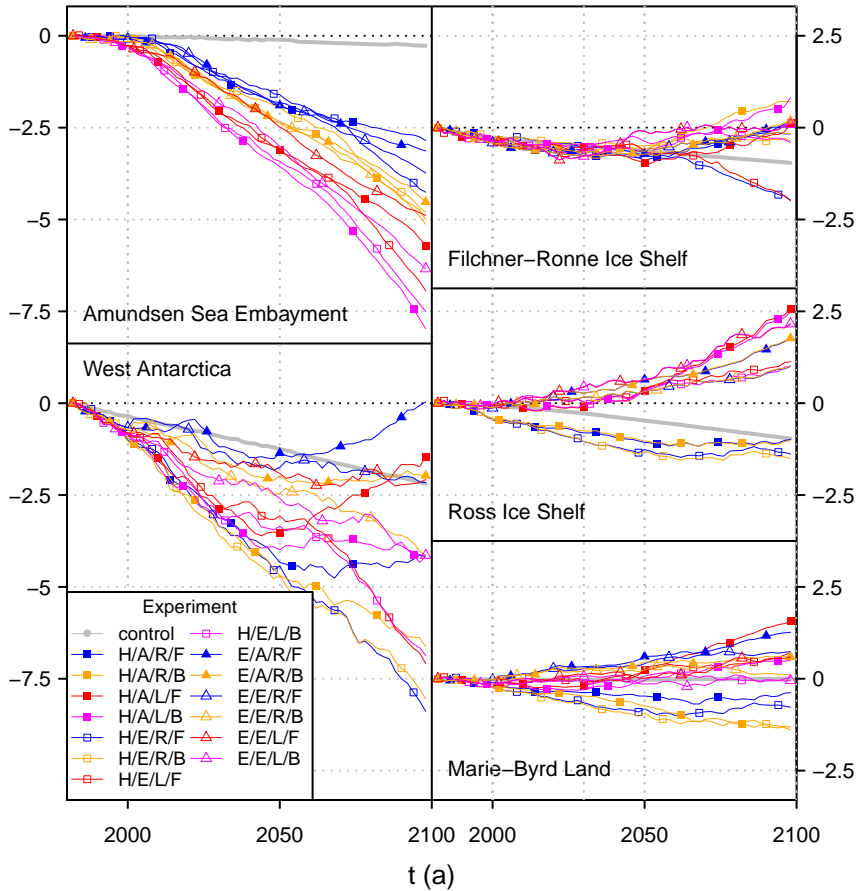 0
−2.5
−5
−7.5
Amundsen Sea Embayment
2.5
0
−2.5
Filchner−Ronne Ice Shelf
West Antarctica
0
−2.5
−5
−7.5
2.5
0
−2.5
Ross Ice Shelf
2.5
0
−2.5
Marie−Byrd Land
Experiment
control
H/A/R/F
H/A/R/B
H/A/L/F
H/A/L/B
H/E/R/F
H/E/R/B
H/E/L/F
H/E/L/B
E/A/R/F
E/A/R/B
E/E/R/F
E/E/R/B
E/E/L/F
E/E/L/B
2000 2050 2100 2000 2050 2100
t (a)